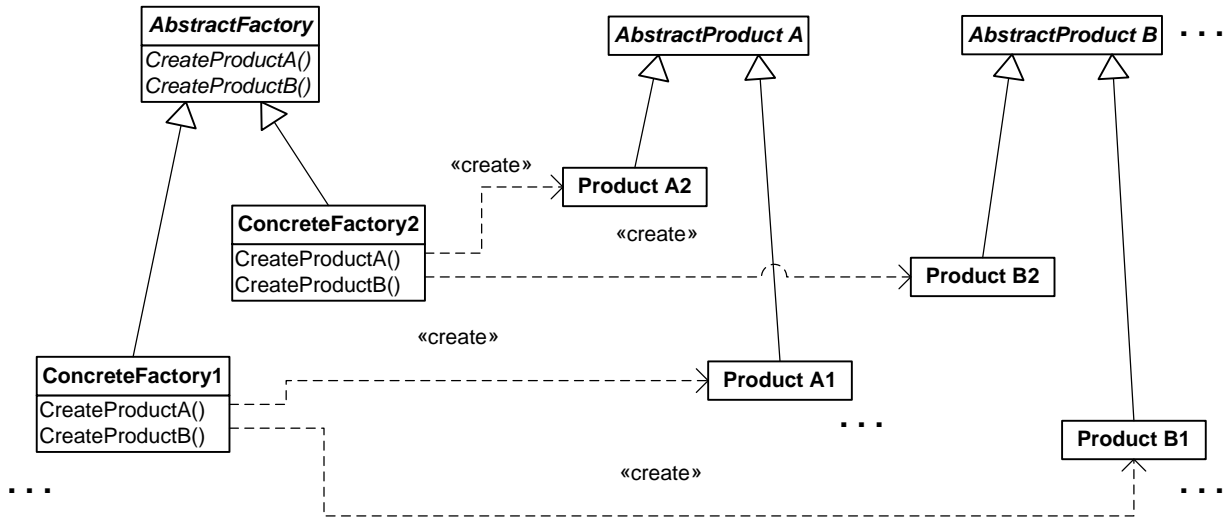 AbstractFactory
CreateProductA()
CreateProductB()
AbstractProduct A
AbstractProduct B
. . .
«create»
Product A2
ConcreteFactory2
CreateProductA()
CreateProductB()
«create»
Product B2
«create»
ConcreteFactory1
CreateProductA()
CreateProductB()
Product A1
. . .
Product B1
«create»
. . .
. . .